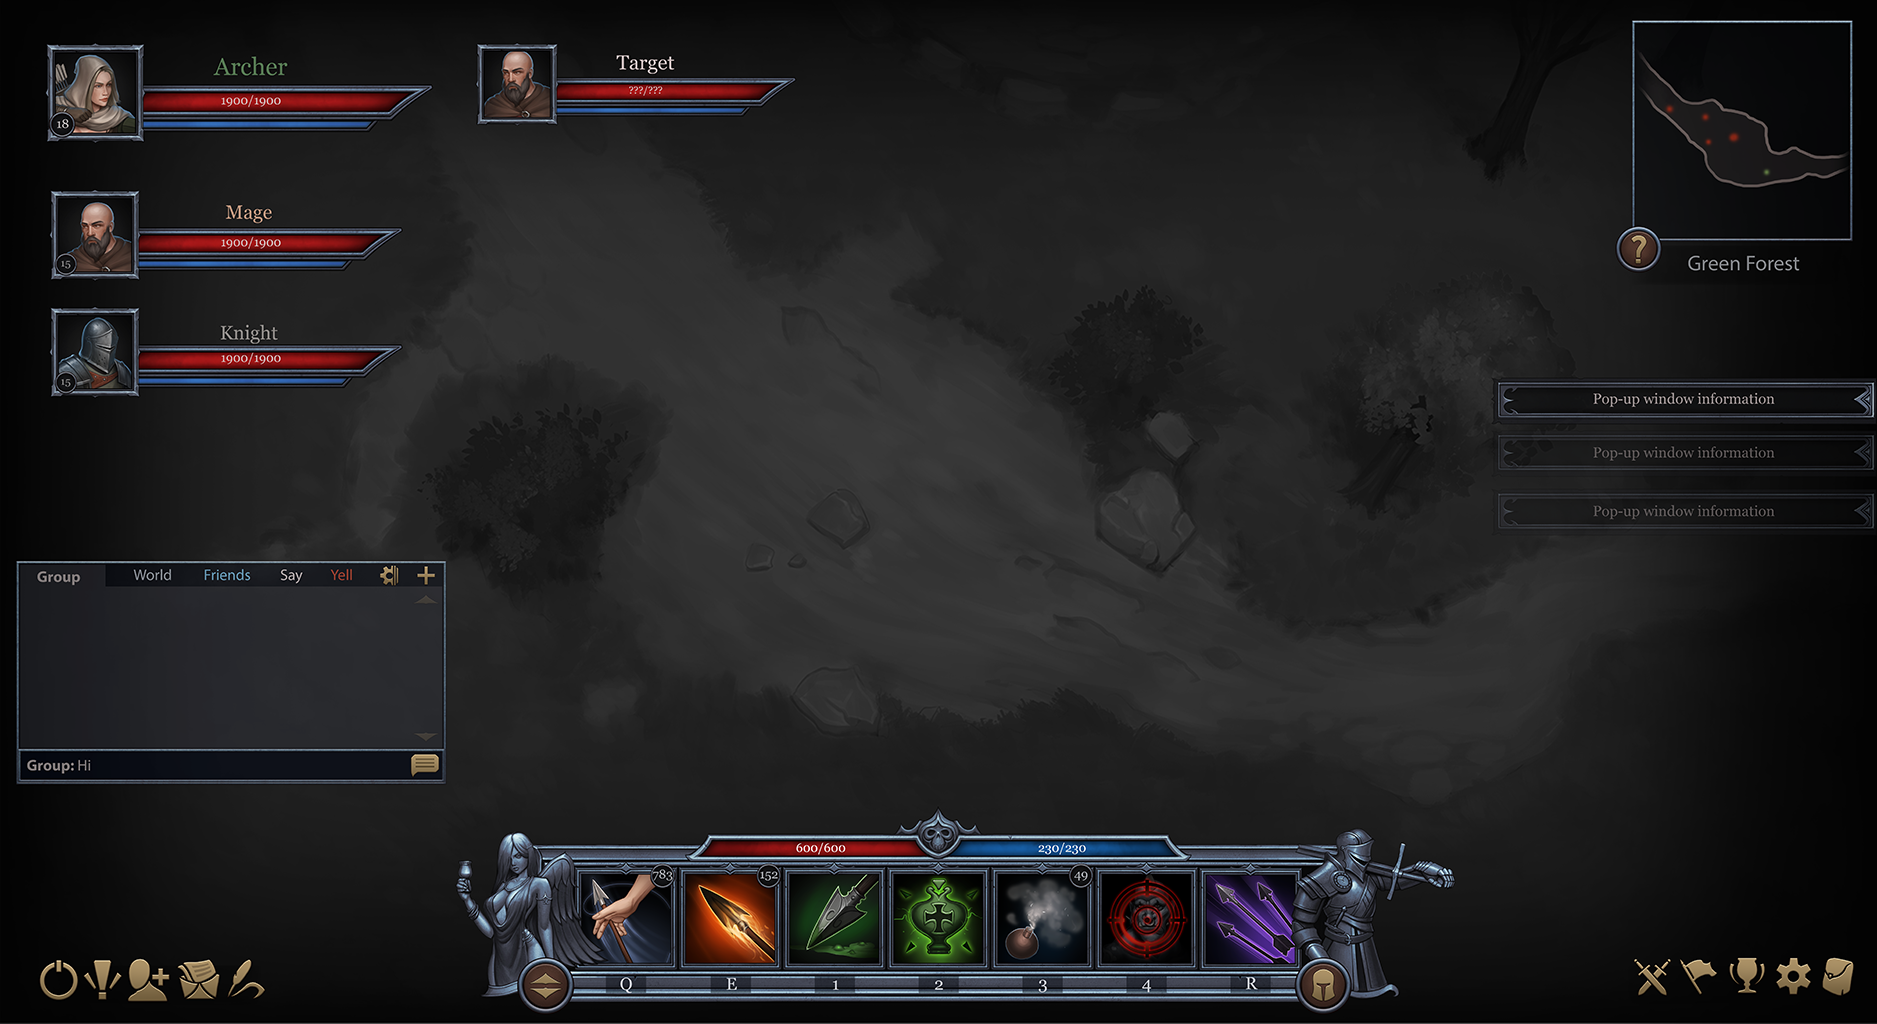 Archer
1900/1900
18
Target
???/???
Mage
1900/1900
15
Knight
1900/1900
15
?
Green Forest
Pop-up window information
Pop-up window information
Pop-up window information
Group World Friends Say Yell
Group: Hi
600/600 230/230
783 152 49
Q E 1 2 3 4 R